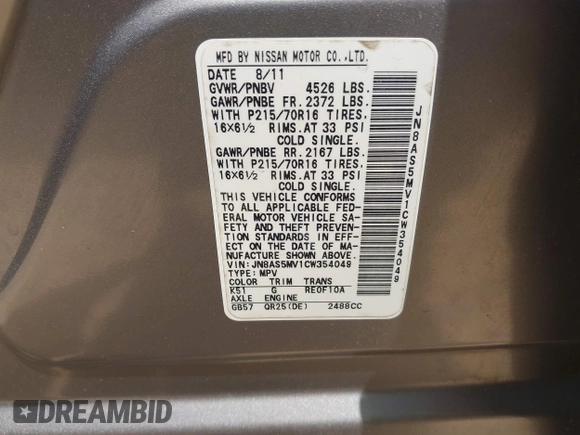 MFD BY NISSAN MOTOR CO.,LTD.
DATE 8/11
GVWR/PNBV 4526 LBS.
GAWR/PNBE FR. 2372 LBS.
WITH P215/70R16 TIRES,
16X6½ RIMS.AT 33 PSI
COLD SINGLE.
GAWR/PNBE RR. 2167 LBS.
WITH P215/70R16 TIRES,
16X6½ RIMS.AT 33 PSI
COLD SINGLE.
THIS VEHICLE CONFORMS
TO ALL APPLICABLE FED-
ERAL MOTOR VEHICLE SA-
FETY AND THEFT PREVENTION
STANDARDS IN EFF-
ECT ON THE DATE OF MA-
NUFACTURE SHOWN ABOVE.
VIN: JN8AS5MV1CW354049
TYPE: MPV
COLOR TRIM TRANS
K51 G RE0F10A
AXLE ENGINE
GB57 QR25(DE) 2488CC
JN8AS5MV1CW354049
DREAMBID